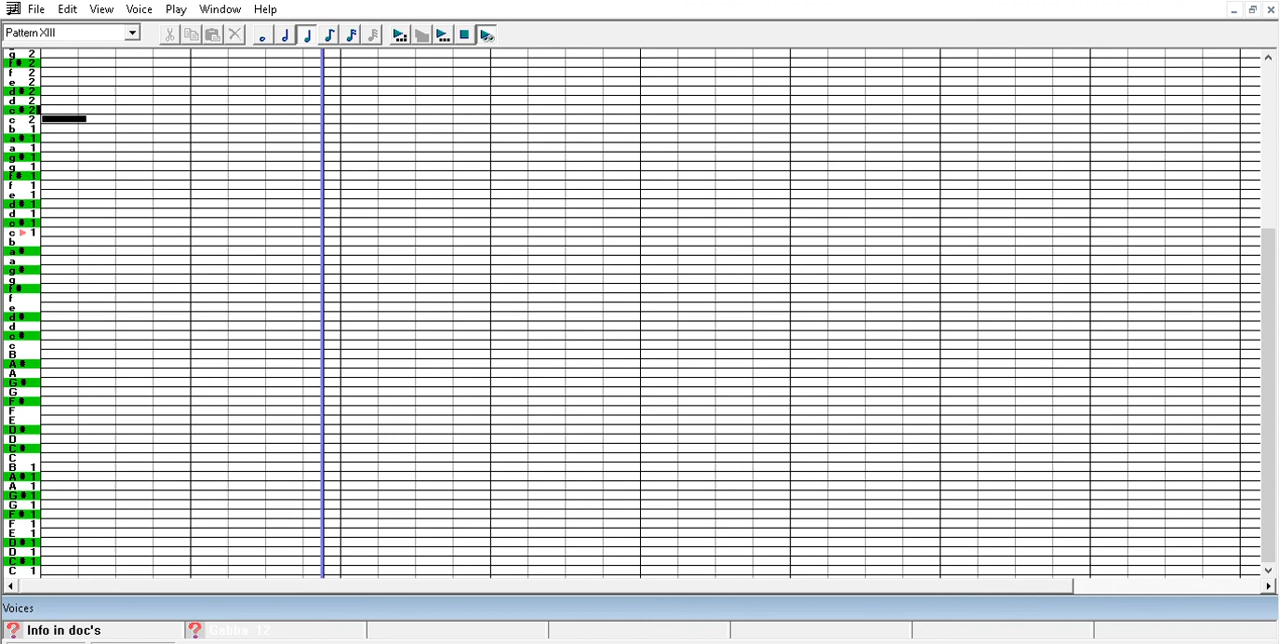 File Edit View Voice Play Window Help
Pattern XIII
g 2
f# 2
f 2
e 2
d# 2
d 2
c# 2
c 2
b 1
a# 1
a 1
g# 1
g 1
f# 1
f 1
e 1
d# 1
d 1
c# 1
c 1
b
a#
a
g#
g
f#
f
e
d#
d
c#
c
B
A#
A
G#
G
F#
F
E
D#
D
C#
C
B 1
A# 1
A 1
G# 1
G 1
F# 1
F 1
E 1
D# 1
D 1
C# 1
C 1
Voices
Info in doc's Gabba 12